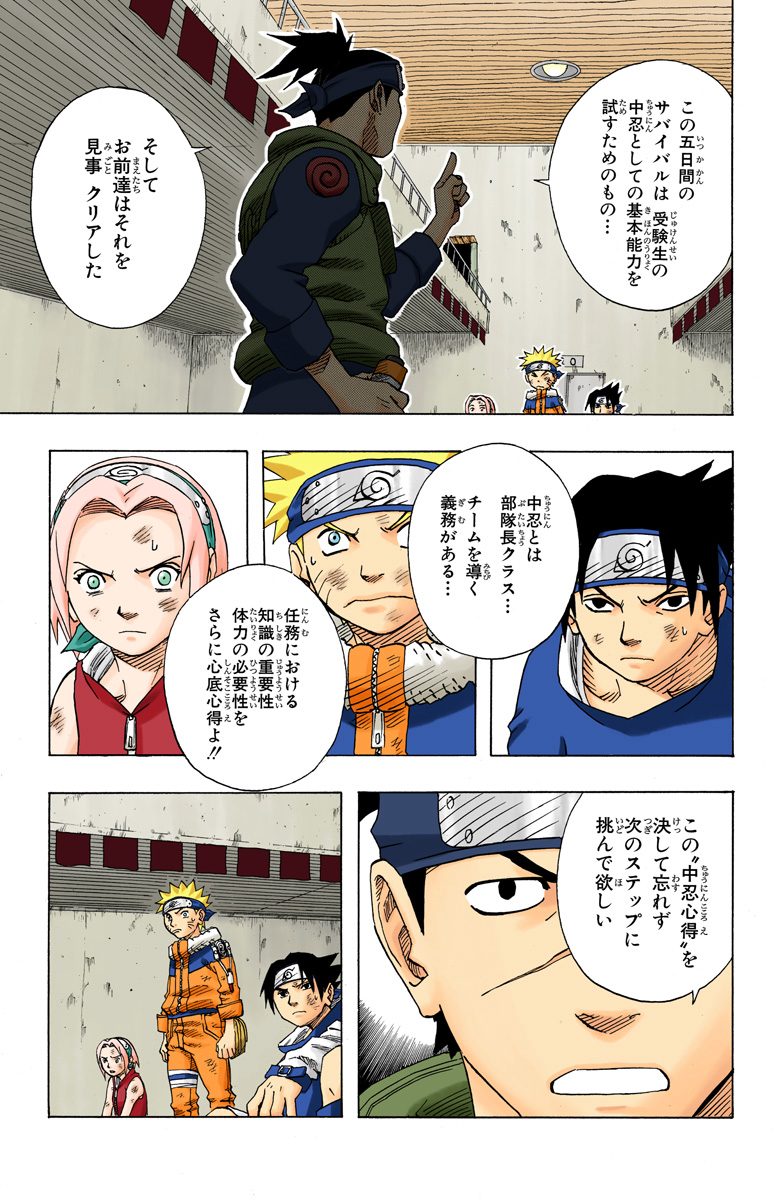 この五日間の
サバイバルは 受験生の
中忍としての基本能力を
試すためのもの…
そして
お前達はそれを
見事 クリアした
中忍とは
部隊長クラス…
チームを導く
義務がある…
任務における
知識の重要性
体力の必要性を
さらに心底心得よ!!
この〝中忍心得〟を
決して忘れず
次のステップに
挑んで欲しい